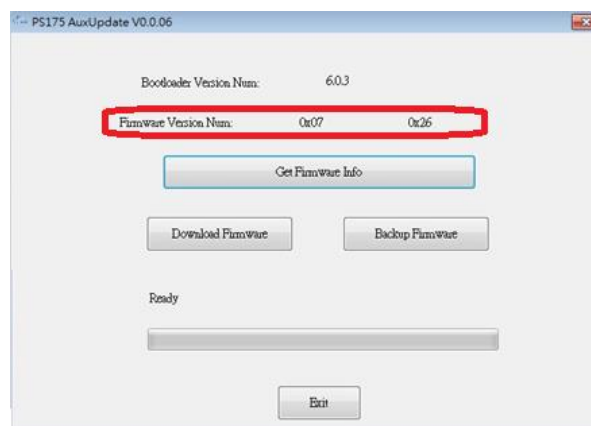 PS175 AuxUpdate V0.0.06
Bootloader Version Num: 6.0.3
Firmware Version Num: 0x07 0x26
Get Firmware Info
Download Firmware Backup Firmware
Ready
Exit